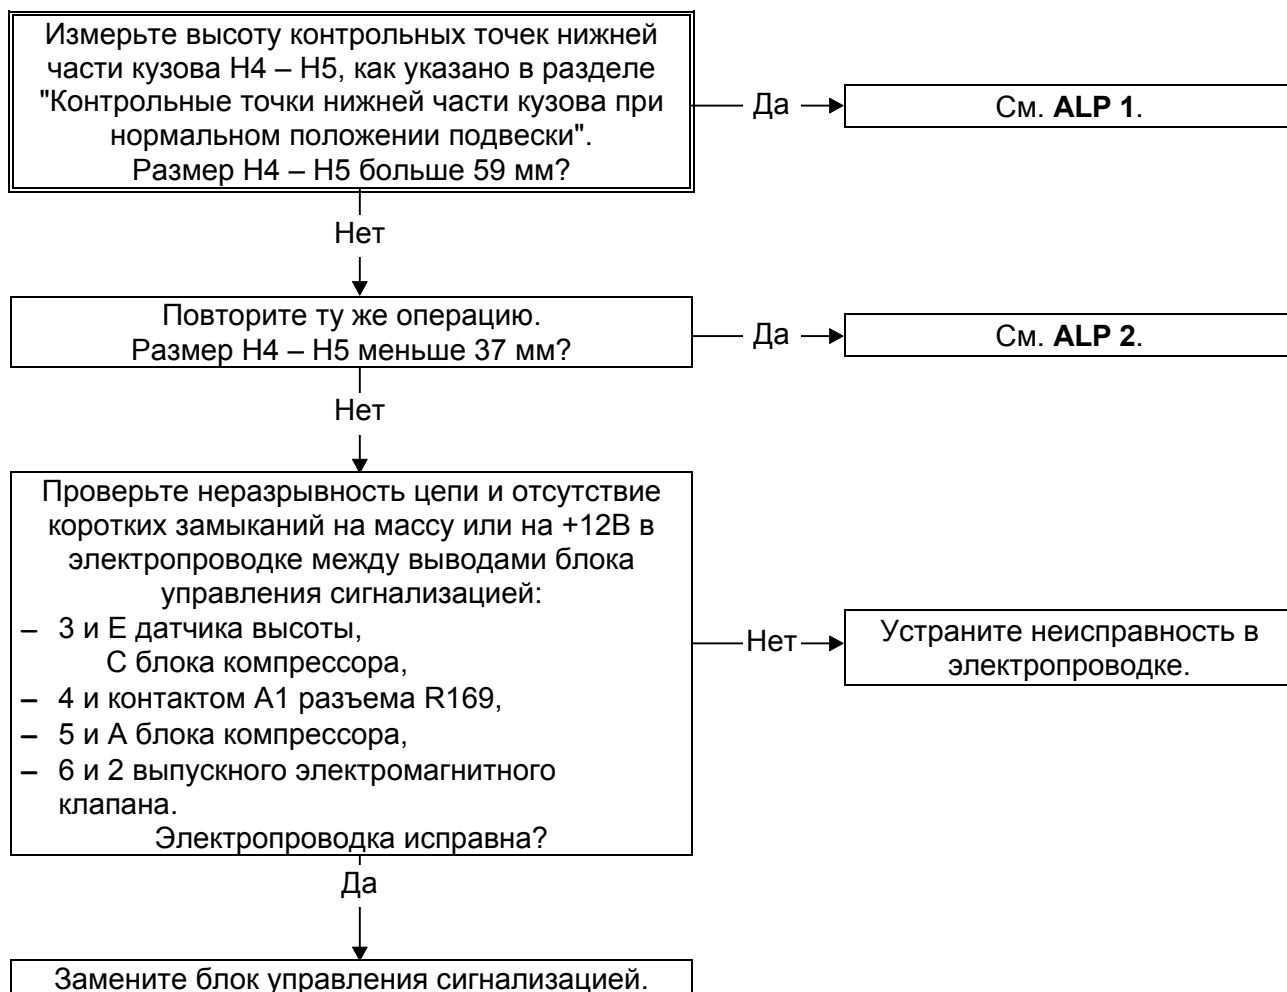 Измерьте высоту контрольных точек нижней
части кузова H4 – H5, как указано в разделе
"Контрольные точки нижней части кузова при
нормальном положении подвески".
Размер H4 – H5 больше 59 мм?
Да
См. ALP 1.
Нет
Повторите ту же операцию.
Размер H4 – H5 меньше 37 мм?
Да
См. ALP 2.
Нет
Проверьте неразрывность цепи и отсутствие
коротких замыканий на массу или на +12В в
электропроводке между выводами блока
управления сигнализацией:
– 3 и E датчика высоты,
C блока компрессора,
– 4 и контактом A1 разъема R169,
– 5 и A блока компрессора,
– 6 и 2 выпускного электромагнитного
клапана.
Электропроводка исправна?
Нет
Устраните неисправность в
электропроводке.
Да
Замените блок управления сигнализацией.